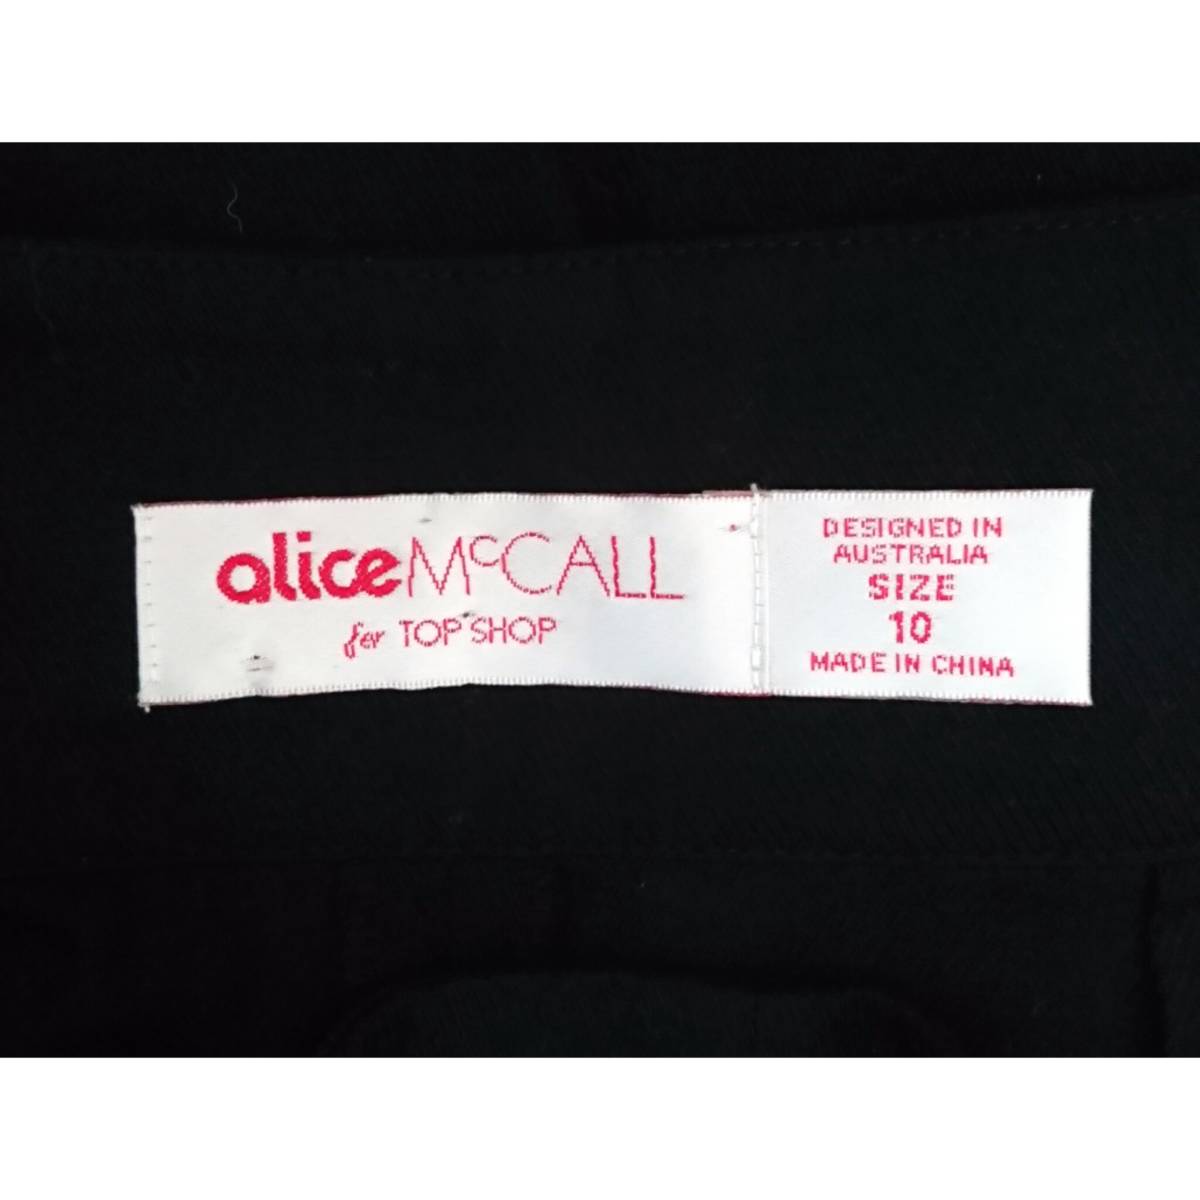 alice McCALL
for TOP SHOP
DESIGNED IN
AUSTRALIA
SIZE
10
MADE IN CHINA